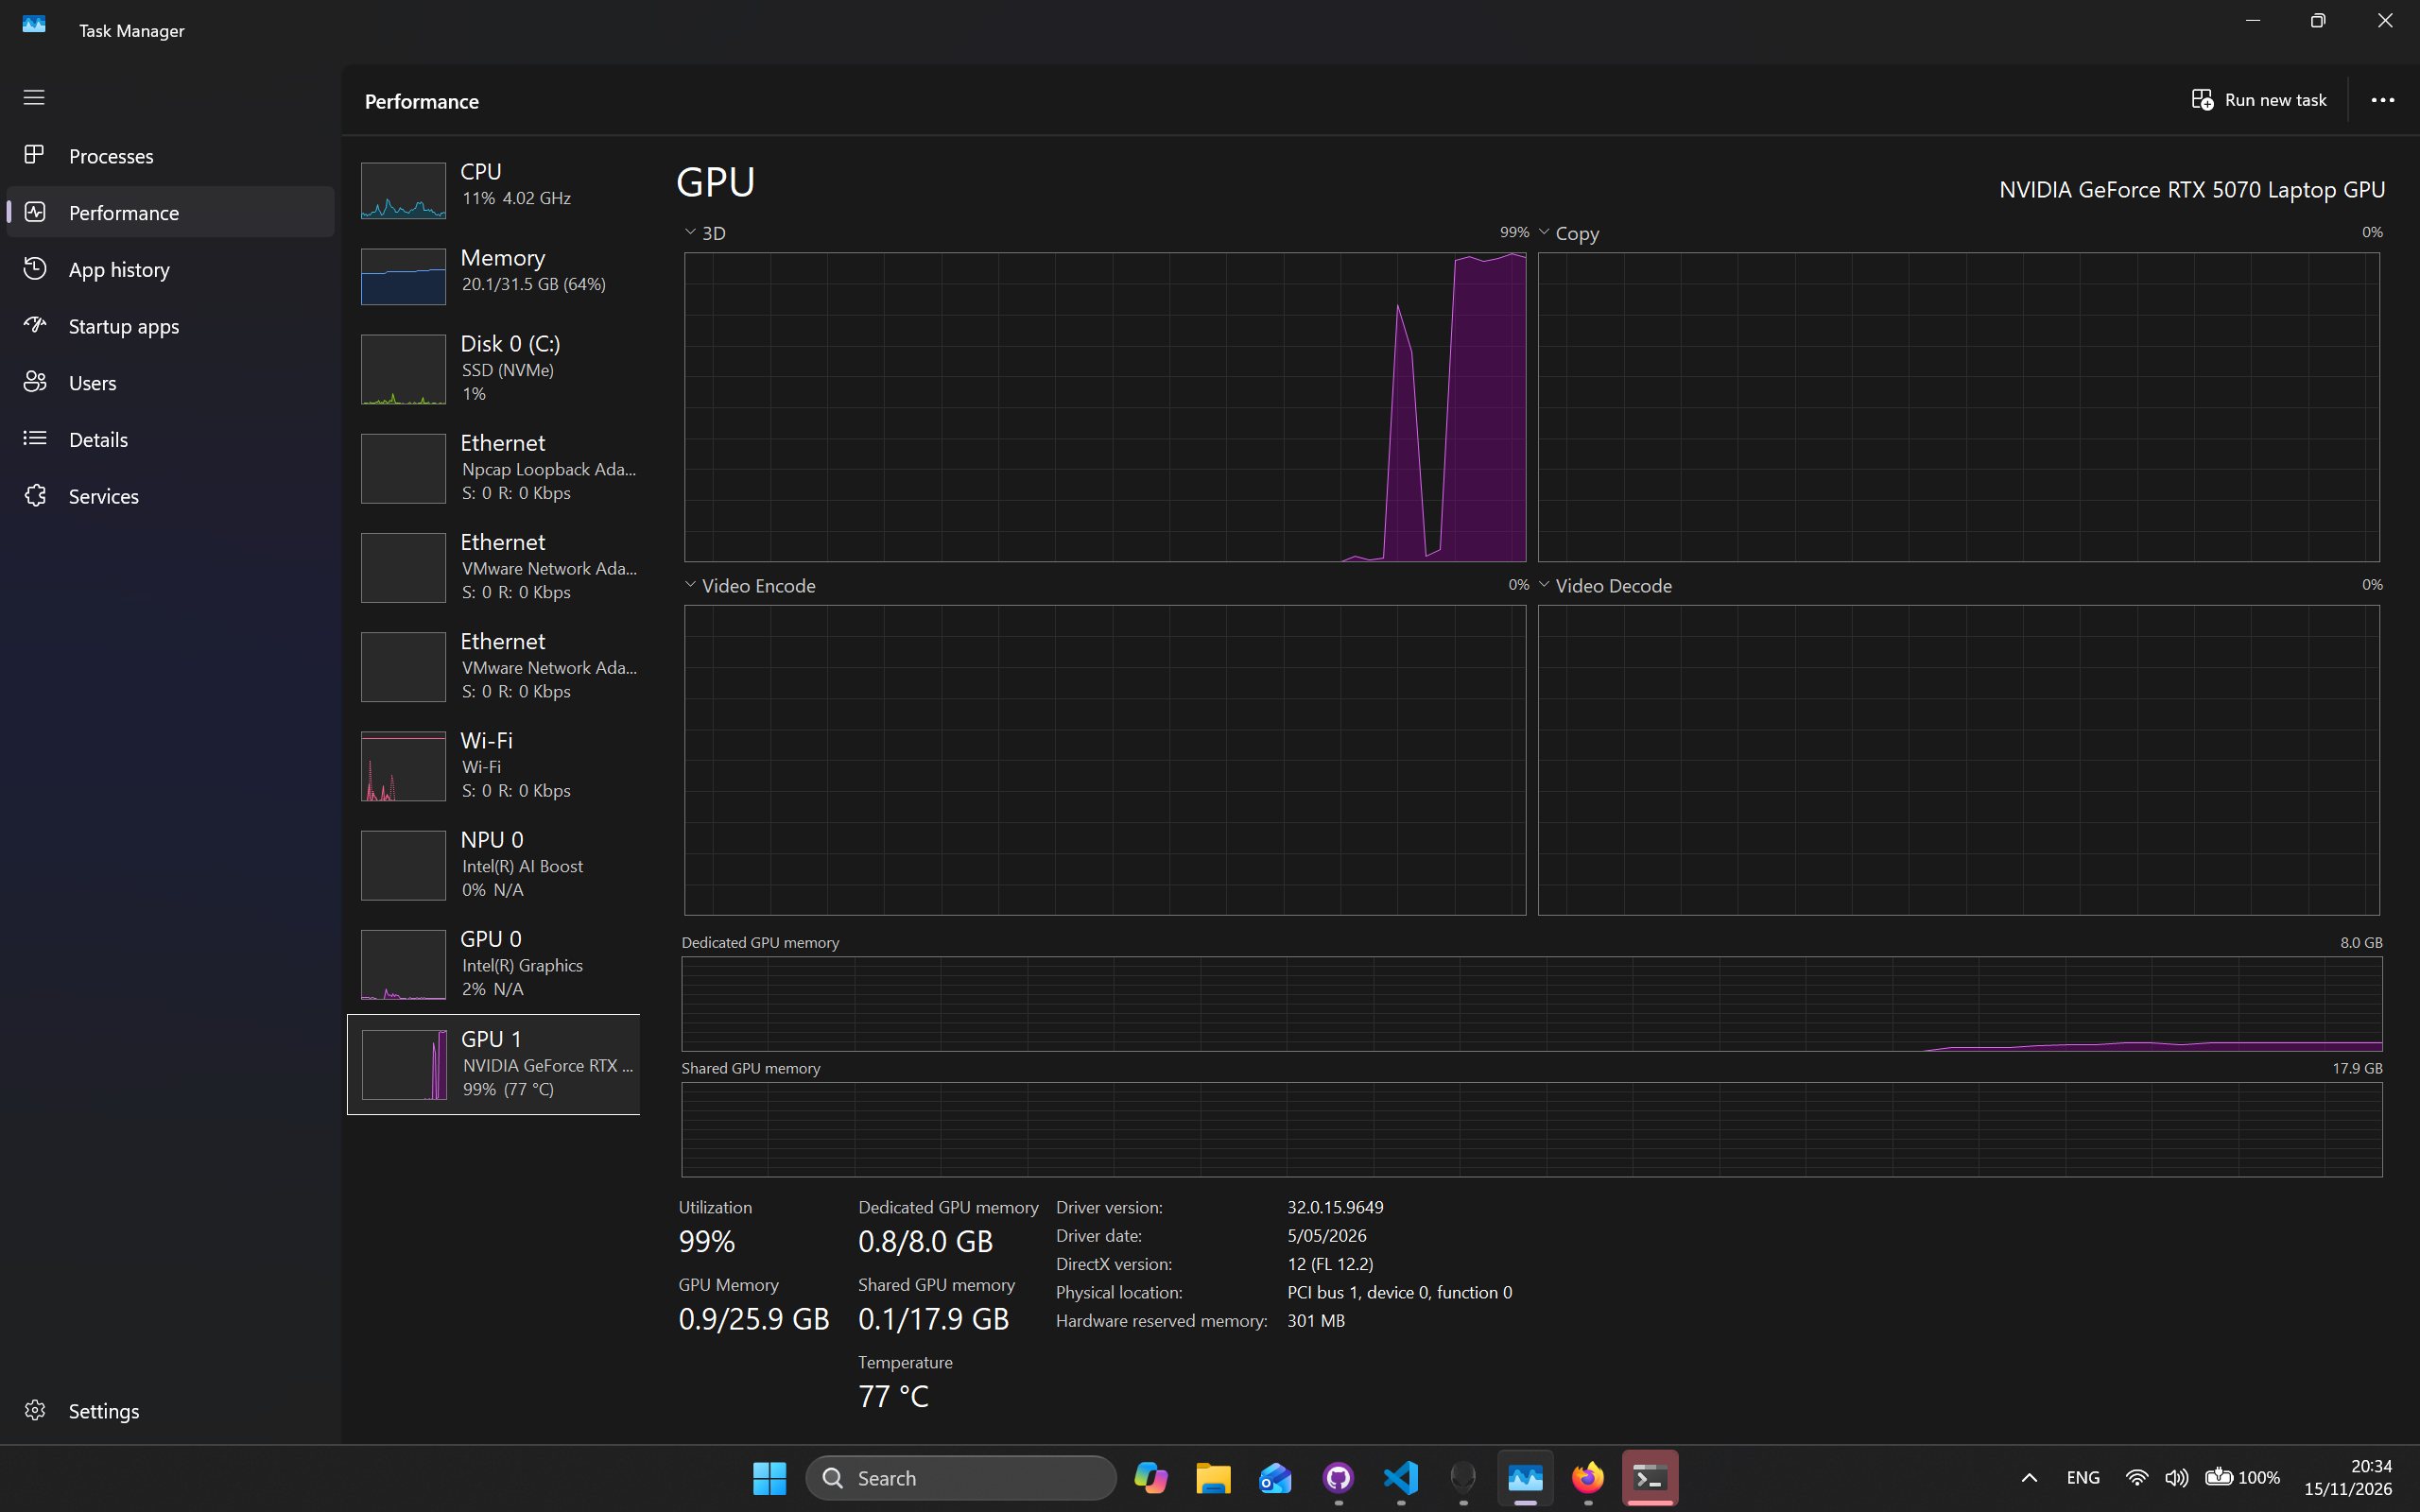 Task Manager
Performance
Run new task
Processes
Performance
App history
Startup apps
Users
Details
Services
Settings
CPU
11% 4.02 GHz
Memory
20.1/31.5 GB (64%)
Disk 0 (C:)
SSD (NVMe)
1%
Ethernet
Npcap Loopback Ada...
S: 0 R: 0 Kbps
Ethernet
VMware Network Ada...
S: 0 R: 0 Kbps
Ethernet
VMware Network Ada...
S: 0 R: 0 Kbps
Wi-Fi
Wi-Fi
S: 0 R: 0 Kbps
NPU 0
Intel(R) AI Boost
0% N/A
GPU 0
Intel(R) Graphics
2% N/A
GPU 1
NVIDIA GeForce RTX ...
99% (77 °C)
GPU
NVIDIA GeForce RTX 5070 Laptop GPU
3D 99%
Copy 0%
Video Encode 0%
Video Decode 0%
Dedicated GPU memory 8.0 GB
Shared GPU memory 17.9 GB
Utilization
99%
GPU Memory
0.9/25.9 GB
Dedicated GPU memory
0.8/8.0 GB
Shared GPU memory
0.1/17.9 GB
Temperature
77 °C
Driver version: 32.0.15.9649
Driver date: 5/05/2026
DirectX version: 12 (FL 12.2)
Physical location: PCI bus 1, device 0, function 0
Hardware reserved memory: 301 MB
Search
ENG
100%
20:34
15/11/2026